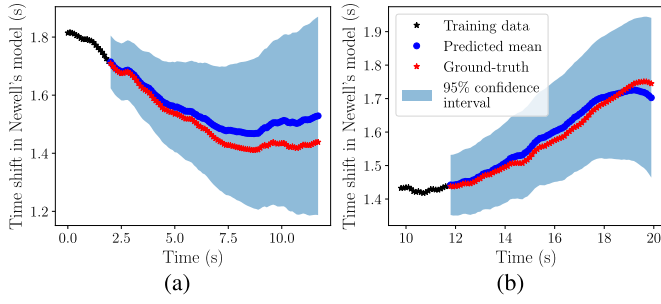 Time shift in Newell's model (s)
1.8
1.6
1.4
1.2
0.0 2.5 5.0 7.5 10.0
Time (s)
(a)
Time shift in Newell's model (s)
1.9
1.8
1.7
1.6
1.5
1.4
10 12 14 16 18 20
Time (s)
(b)
Training data
Predicted mean
Ground-truth
95% confidence
interval